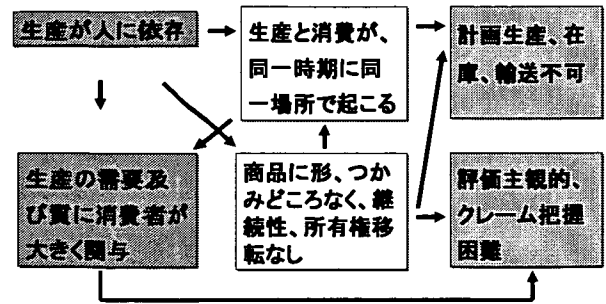 生産が人に依存
生産と消費が、
同一時期に同
一場所で起こる
計画生産、在
庫、輸送不可
生産の需要及
び質に消費者が
大きく関与
商品に形、つか
みどころなく、継
続性、所有権移
転なし
評価主観的、
クレーム把握
困難